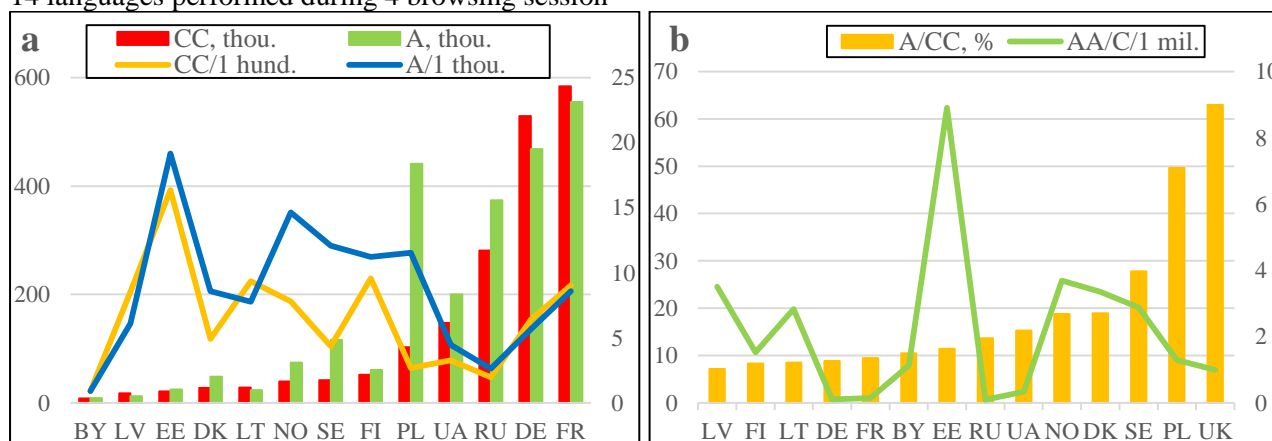 14 languages performed during 4 browsing session
a
CC, thou.
A, thou.
CC/1 hund.
A/1 thou.
600
400
200
0
25
20
15
10
5
0
BY LV EE DK LT NO SE FI PL UA RU DE FR
b
A/CC, %
AA/C/1 mil.
70
60
50
40
30
20
10
0
10
8
6
4
2
0
LV FI LT DE FR BY EE RU UA NO DK SE PL UK